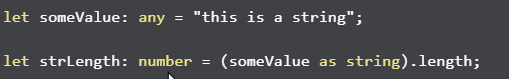 let someValue: any = "this is a string";
let strLength: number = (someValue as string).length;